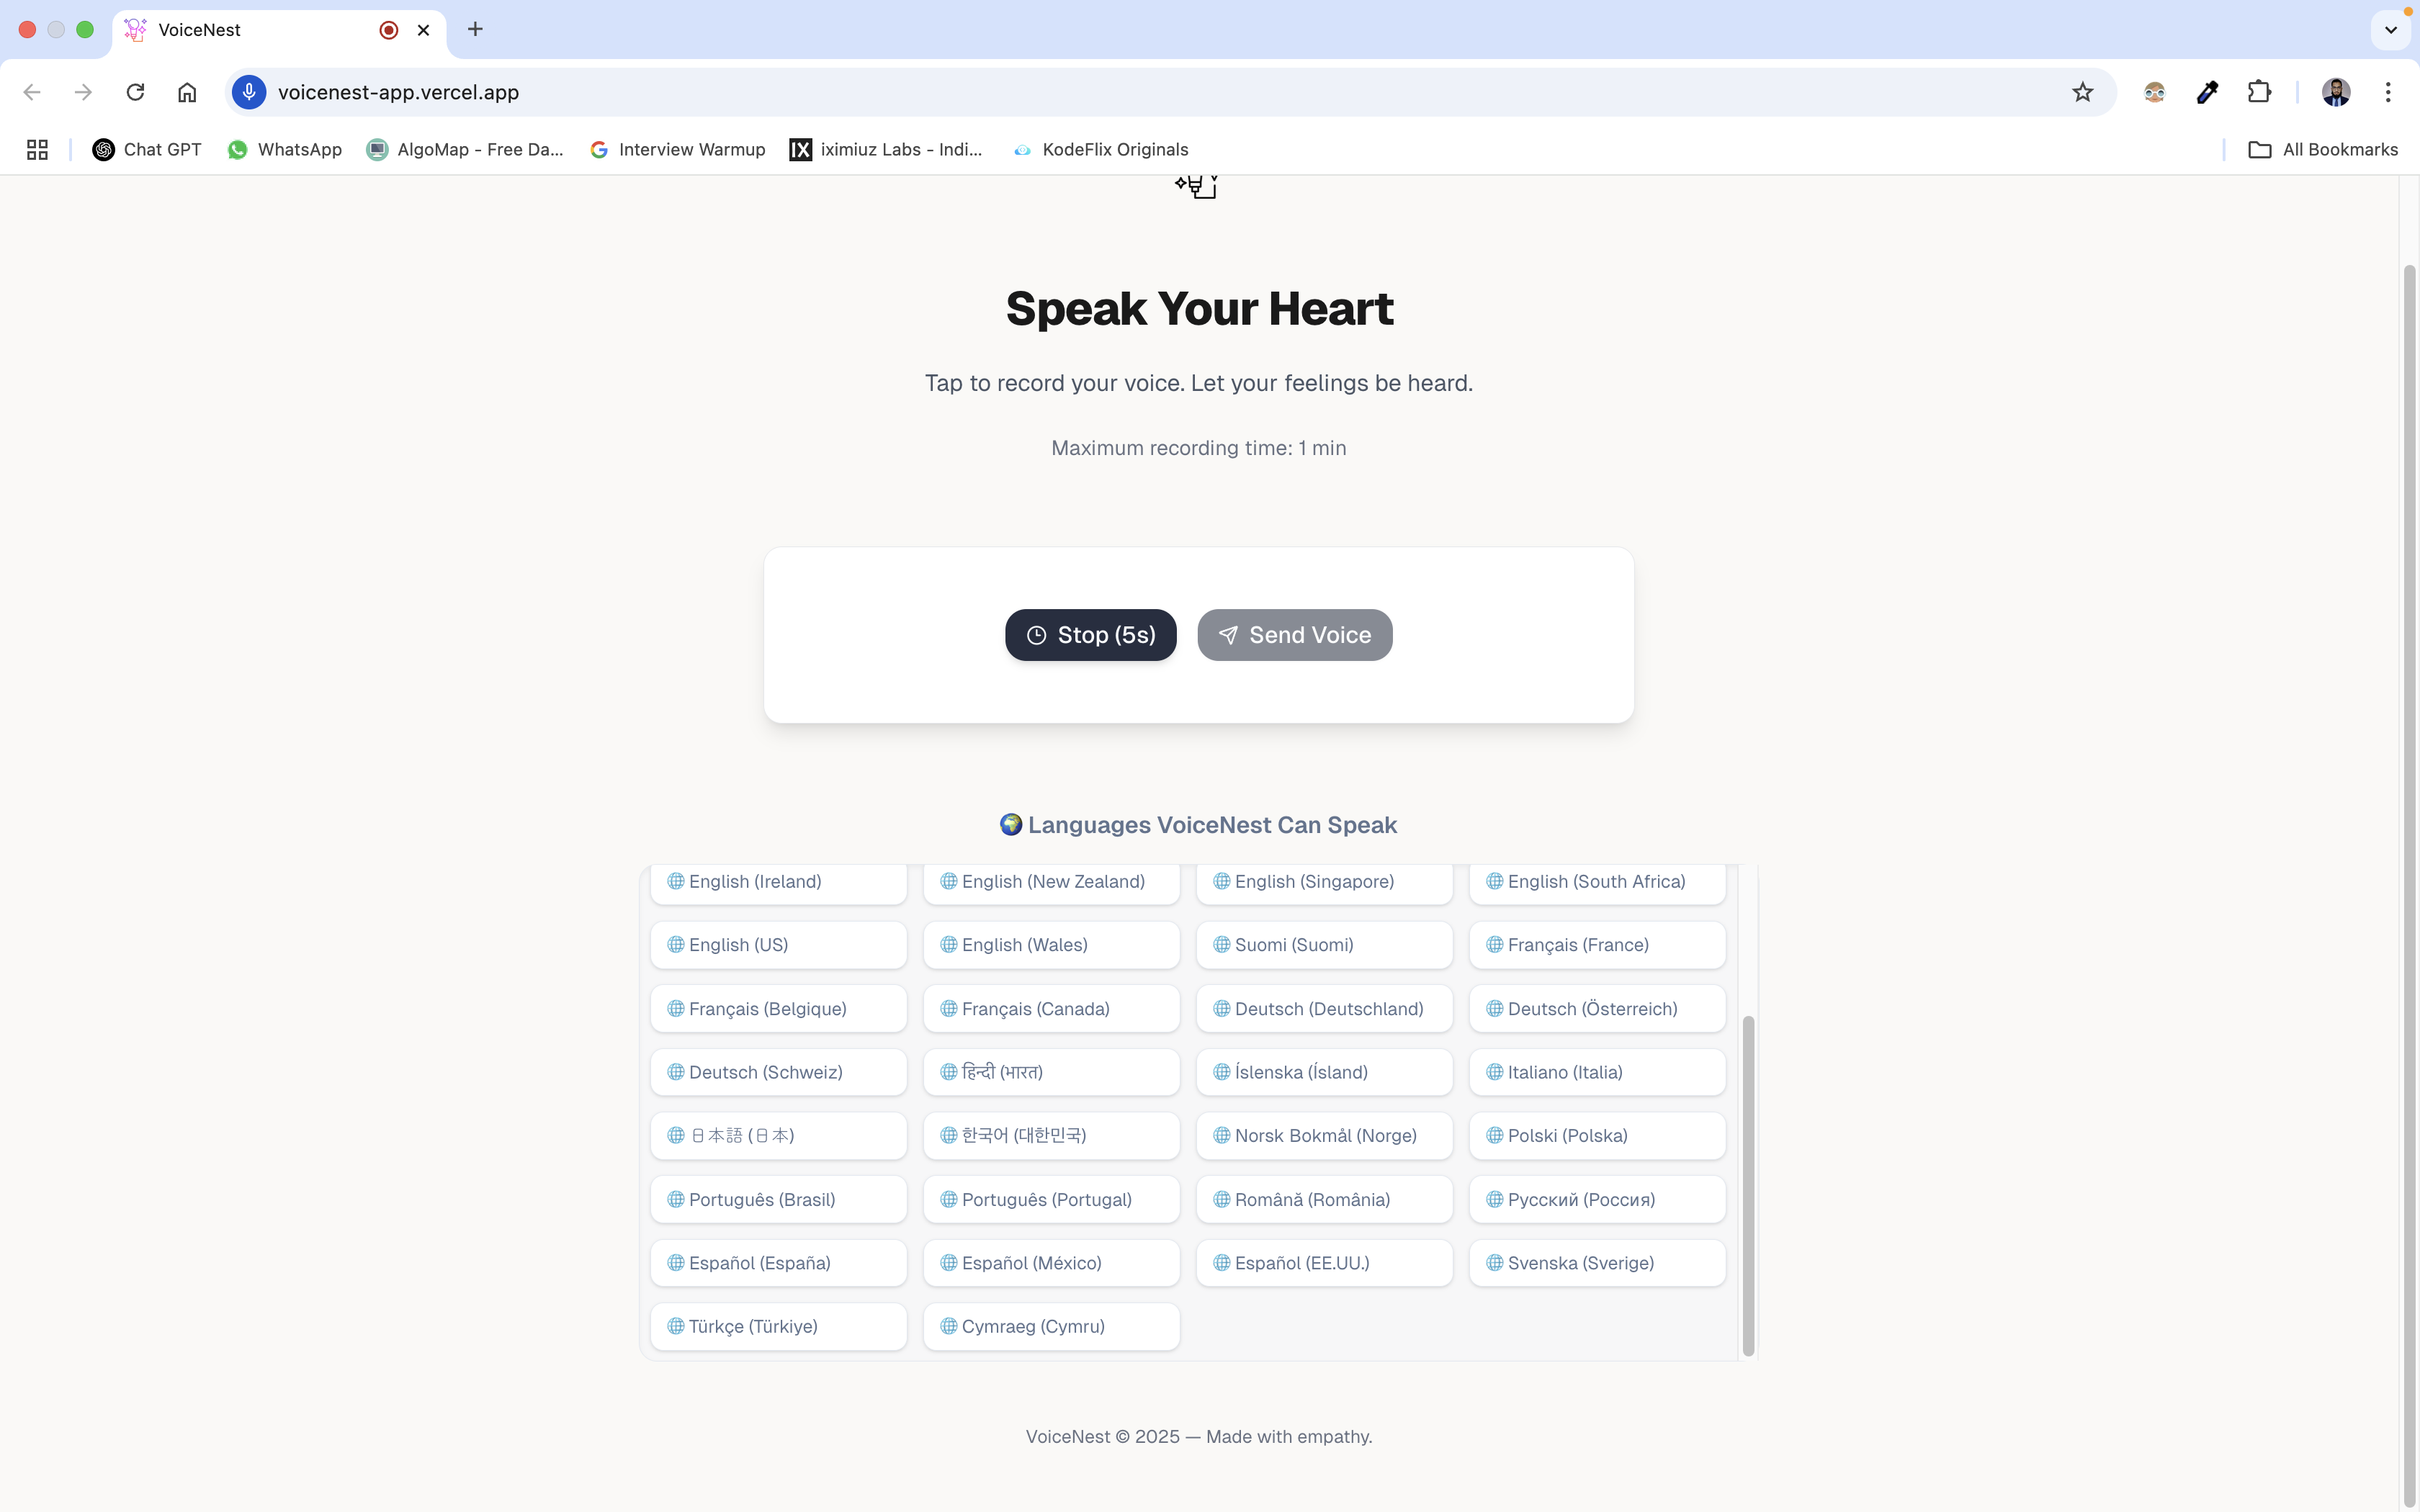 VoiceNest
voicenest-app.vercel.app
Chat GPT WhatsApp AlgoMap - Free Da... Interview Warmup iximiuz Labs - Indi... KodeFlix Originals All Bookmarks
Speak Your Heart
Tap to record your voice. Let your feelings be heard.
Maximum recording time: 1 min
Stop (5s) Send Voice
Languages VoiceNest Can Speak
English (Ireland) English (New Zealand) English (Singapore) English (South Africa)
English (US) English (Wales) Suomi (Suomi) Français (France)
Français (Belgique) Français (Canada) Deutsch (Deutschland) Deutsch (Österreich)
Deutsch (Schweiz) हिन्दी (भारत) Íslenska (Ísland) Italiano (Italia)
日本語 (日本) 한국어 (대한민국) Norsk Bokmål (Norge) Polski (Polska)
Português (Brasil) Português (Portugal) Română (România) Русский (Россия)
Español (España) Español (México) Español (EE.UU.) Svenska (Sverige)
Türkçe (Türkiye) Cymraeg (Cymru)
VoiceNest © 2025 — Made with empathy.